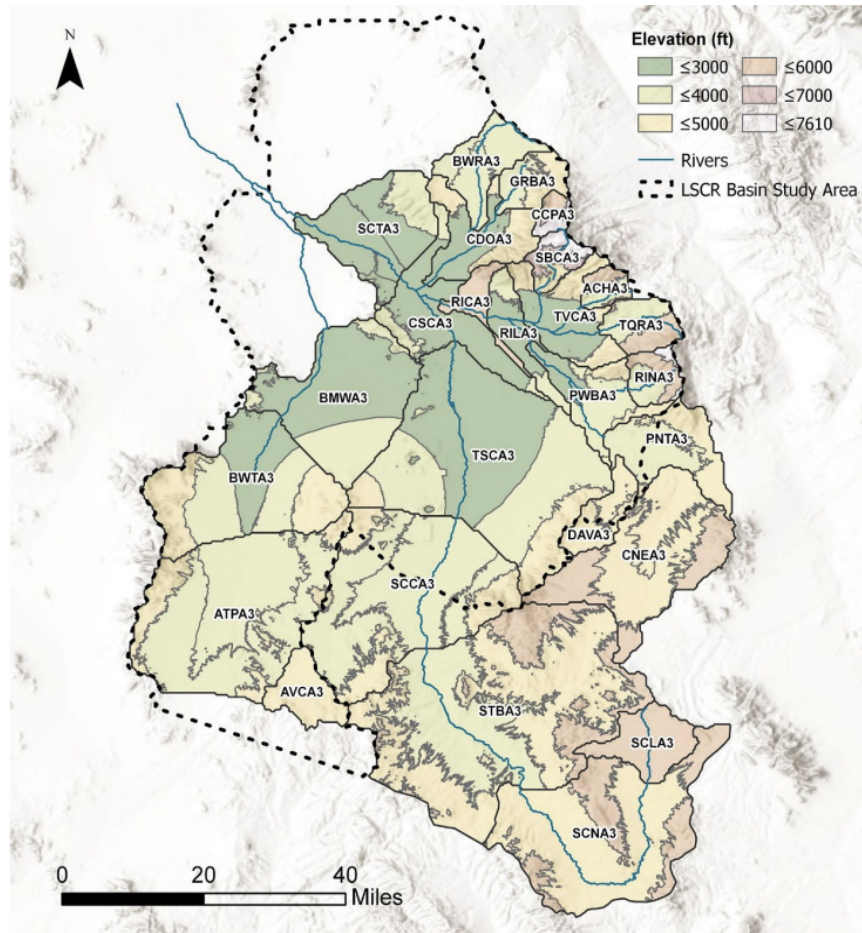 N
Elevation (ft)
≤3000 ≤6000
≤4000 ≤7000
≤5000 ≤7610
Rivers
LSCR Basin Study Area
BWRA3
GRBA3
CCPA3
SCTA3
CDOA3
SBCA3
ACHA3
RICA3
CSCA3
RILA3
TVCA3
TQRA3
RINA3
BMWA3
PWBA3
PNTA3
TSCA3
BWTA3
DAVA3
CNEA3
SCCA3
ATPA3
AVCA3
STBA3
SCLA3
SCNA3
0 20 40
Miles